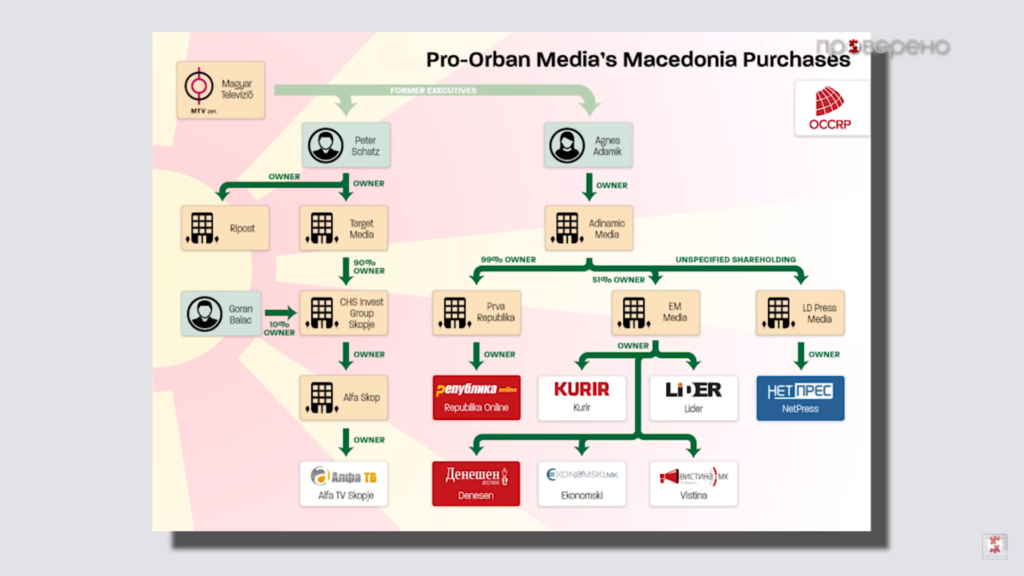 проверено
Pro-Orban Media's Macedonia Purchases
Magyar
Televízió
MTV zrt.
FORMER EXECUTIVES
OCCRP
Peter
Schatz
Agnes
Adamik
OWNER
OWNER
OWNER
Ripost
Target
Media
Adinamic
Media
90%
OWNER
99% OWNER
51% OWNER
UNSPECIFIED SHAREHOLDING
Goran
Balac
10%
OWNER
CHS Invest
Group
Skopje
Prva
Republika
EM
Media
LD Press
Media
OWNER
OWNER
OWNER
OWNER
Alfa Skop
Република online
Republika Online
KURIR
Kurir
LIDER
Lider
НЕТ ПРЕС
NetPress
OWNER
Алфа ТВ
Alfa TV Skopje
Денешен
Denesen
EKONOMSKI.MK
Ekonomski
ВИСТИНА МК
Vistina